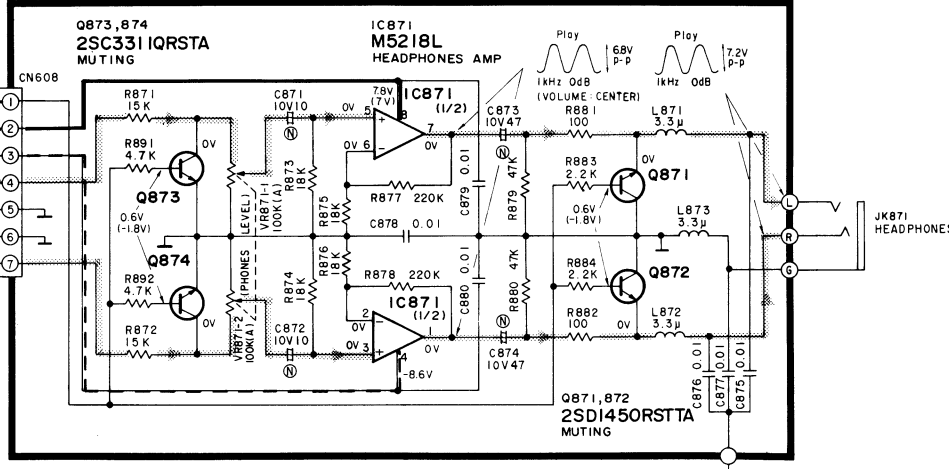 Q873,874
2SC3311QRSTA
MUTING
IC871
M5218L
HEADPHONES AMP
Play
6.8V
P-P
1kHz 0dB
(VOLUME:CENTER)
Play
7.2V
P-P
1kHz 0dB
CN608
1
2
3
4
5
6
7
R871
15K
R891
4.7K
0V
Q873
0.6V
(-1.8V)
Q874
R892
4.7K
0V
R872
15K
(PHONES LEVEL)
VR871-1
100K(A)
VR871-2
100K(A)
C871
10V10
N
R873
18K
R874
18K
C872
10V10
N
R875
18K
R876
18K
7.8V
(7V)
IC871
(1/2)
0V 5
0V 6
+
-
8
7
0V
R877 220K
C878 0.01
R878 220K
IC871
(1/2)
2
0V
0V 3
-
+
1
0V
4
-8.6V
C879 0.01
C880 0.01
C873
10V47
N
R879 47K
R880 47K
N
C874
10V47
R881
100
R883
2.2K
0V
Q871
0.6V
(-1.8V)
R884
2.2K
Q872
R882
100
0V
L871
3.3μ
L873
3.3μ
L872
3.3μ
C876 0.01
C877 0.01
C875 0.01
L
R
G
JK871
HEADPHONES
Q871,872
2SD1450RSTTA
MUTING